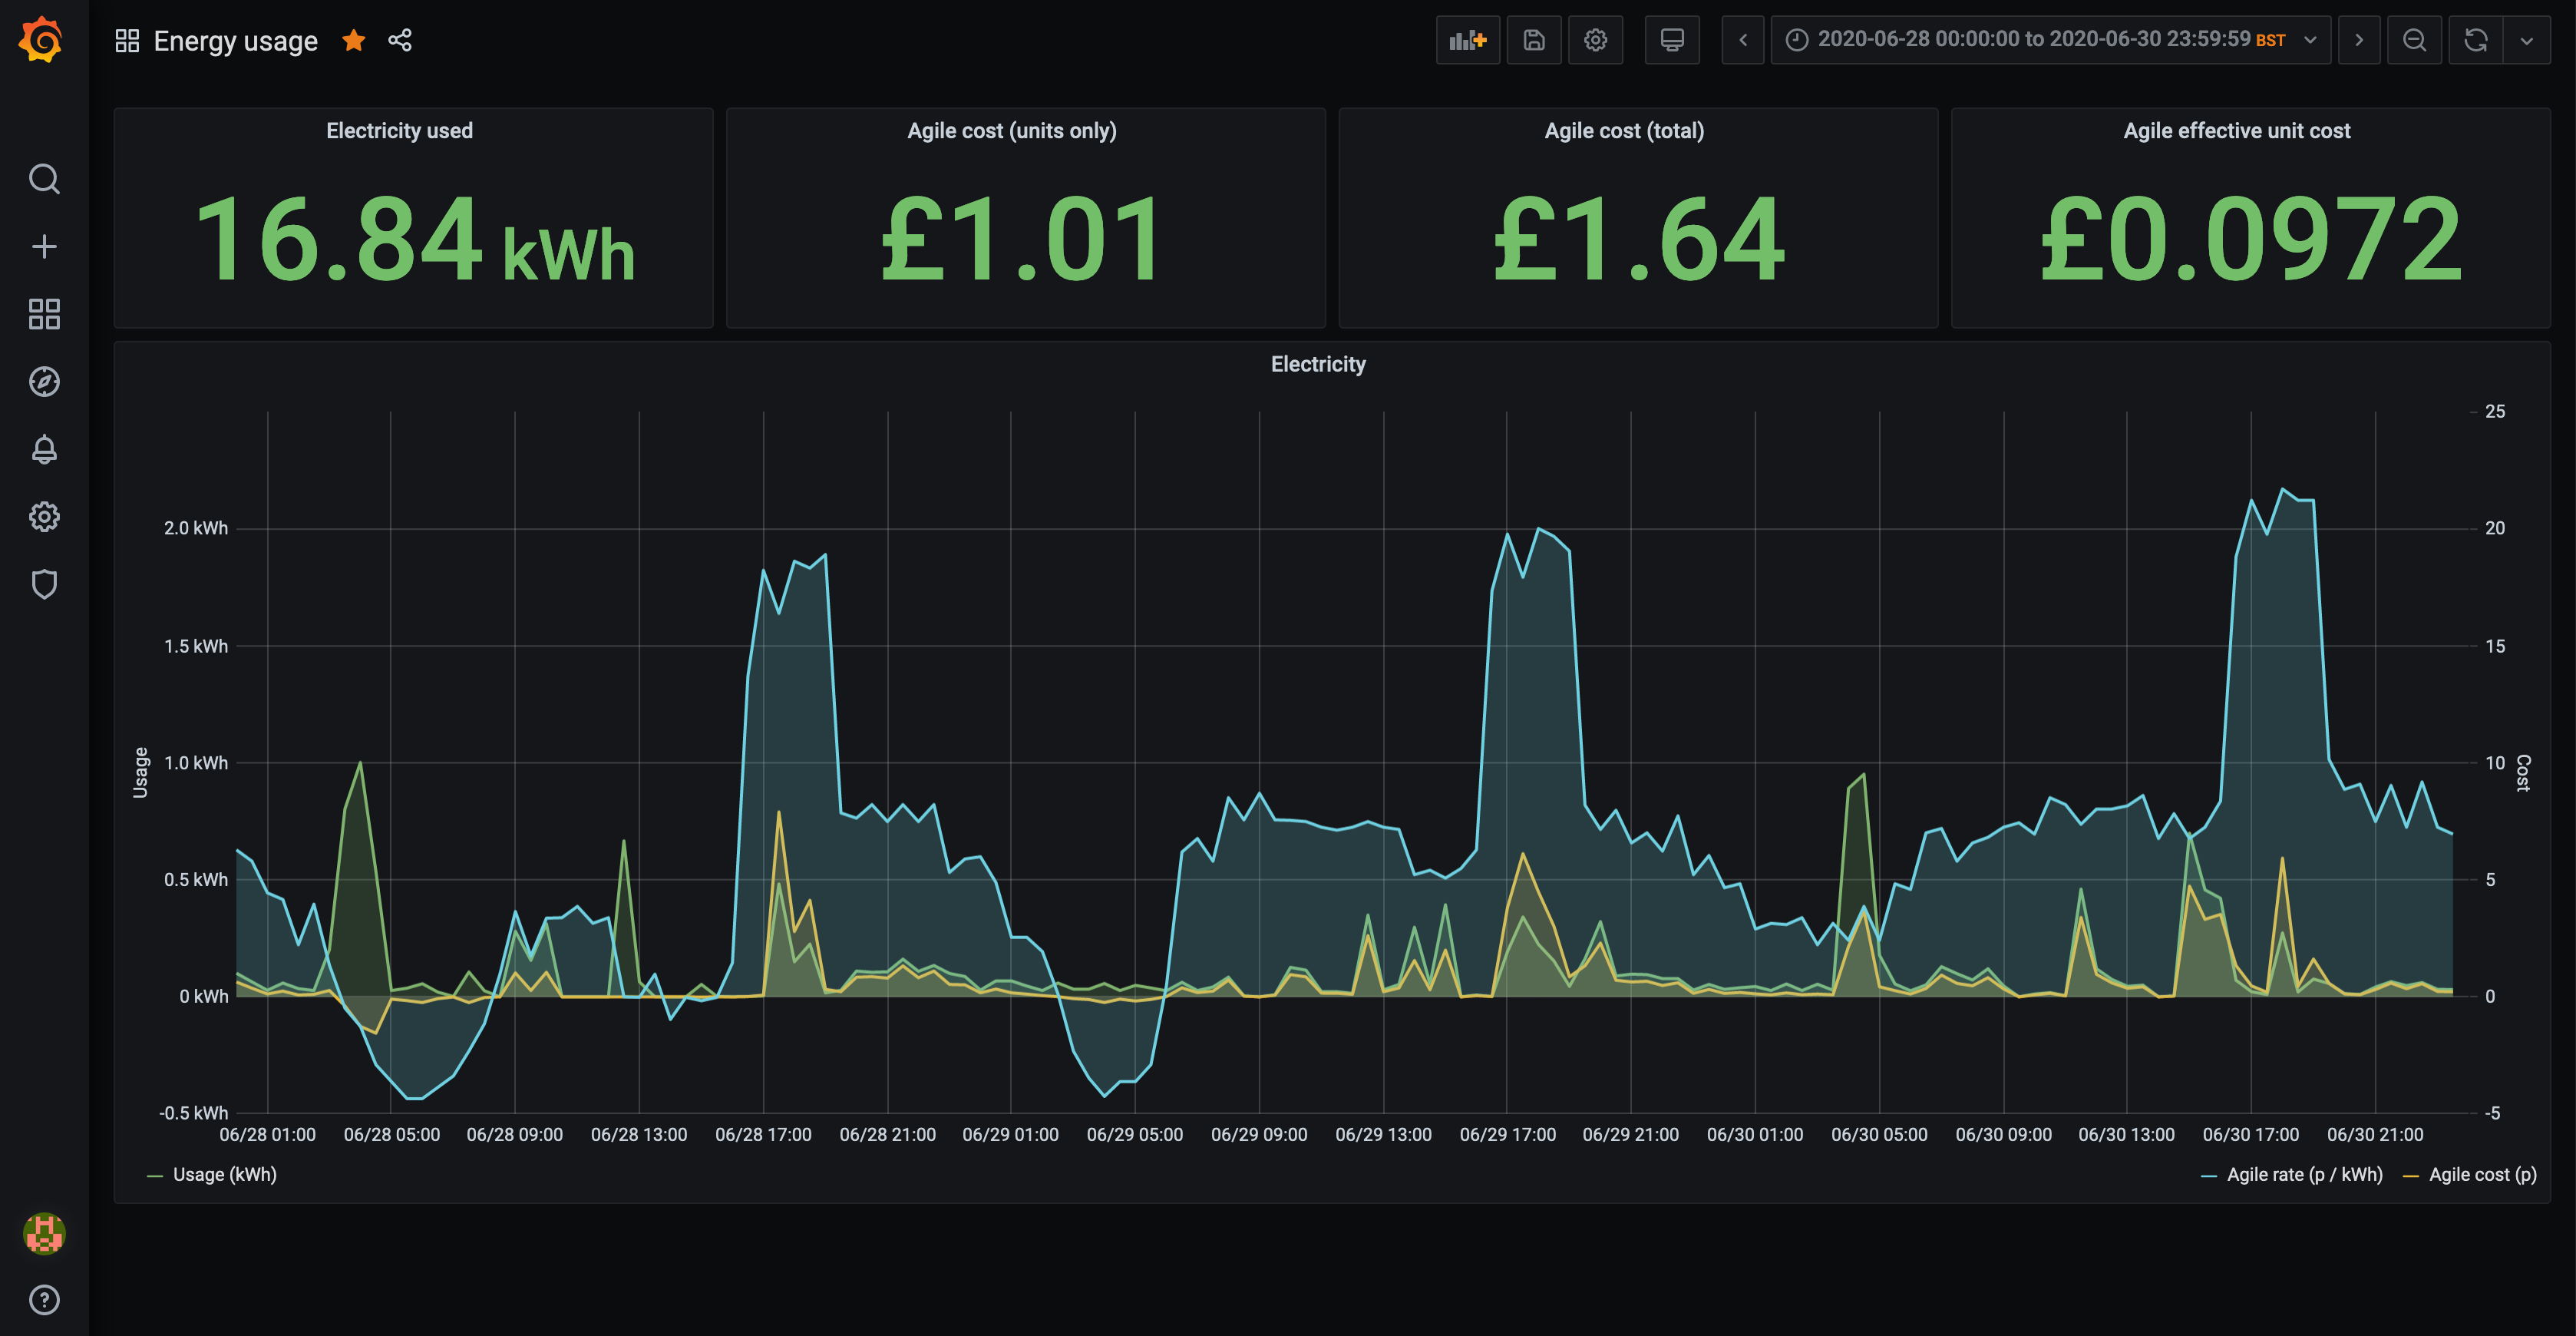 Energy usage
2020-06-28 00:00:00 to 2020-06-30 23:59:59 BST
Electricity used
16.84 kWh
Agile cost (units only)
£1.01
Agile cost (total)
£1.64
Agile effective unit cost
£0.0972
Electricity
Usage
2.0 kWh
1.5 kWh
1.0 kWh
0.5 kWh
0 kWh
-0.5 kWh
25
20
15
10
5
0
-5
Cost
06/28 01:00
06/28 05:00
06/28 09:00
06/28 13:00
06/28 17:00
06/28 21:00
06/29 01:00
06/29 05:00
06/29 09:00
06/29 13:00
06/29 17:00
06/29 21:00
06/30 01:00
06/30 05:00
06/30 09:00
06/30 13:00
06/30 17:00
06/30 21:00
Usage (kWh)
Agile rate (p / kWh)
Agile cost (p)